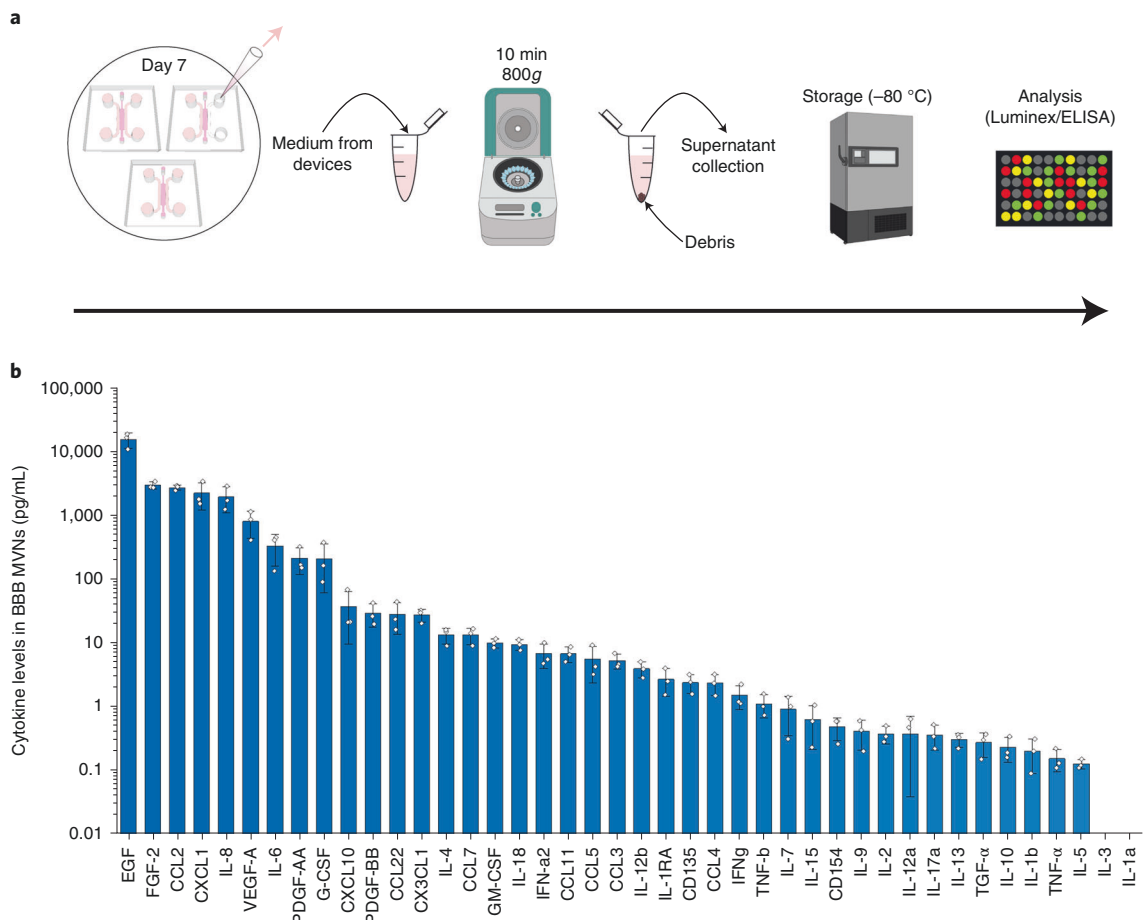 a
Day 7
Medium from
devices
10 min
800g
Supernatant
collection
Debris
Storage (–80 °C)
Analysis
(Luminex/ELISA)
b
Cytokine levels in BBB MVNs (pg/mL)
100,000
10,000
1,000
100
10
1
0.1
0.01
EGF
FGF-2
CCL2
CXCL1
IL-8
VEGF-A
IL-6
PDGF-AA
G-CSF
CXCL10
PDGF-BB
CCL22
CX3CL1
IL-4
CCL7
GM-CSF
IL-18
IFN-a2
CCL11
CCL5
CCL3
IL-12b
IL-1RA
CD135
CCL4
IFNg
TNF-b
IL-7
IL-15
CD154
IL-9
IL-2
IL-12a
IL-17a
IL-13
TGF-α
IL-10
IL-1b
TNF-α
IL-5
IL-3
IL-1a